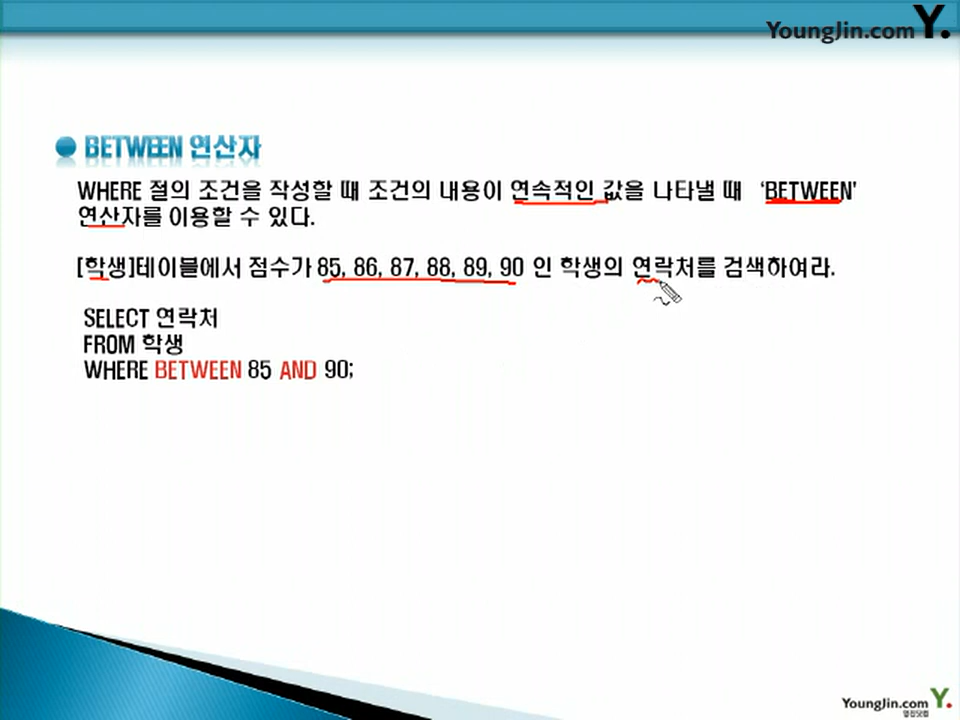 YoungJin.com Y.
BETWEEN 연산자
WHERE 절의 조건을 작성할 때 조건의 내용이 연속적인 값을 나타낼 때 ‘BETWEEN’
연산자를 이용할 수 있다.
[학생]테이블에서 점수가 85, 86, 87, 88, 89, 90 인 학생의 연락처를 검색하여라.
SELECT 연락처
FROM 학생
WHERE BETWEEN 85 AND 90;
YoungJin.com Y.
영진닷컴